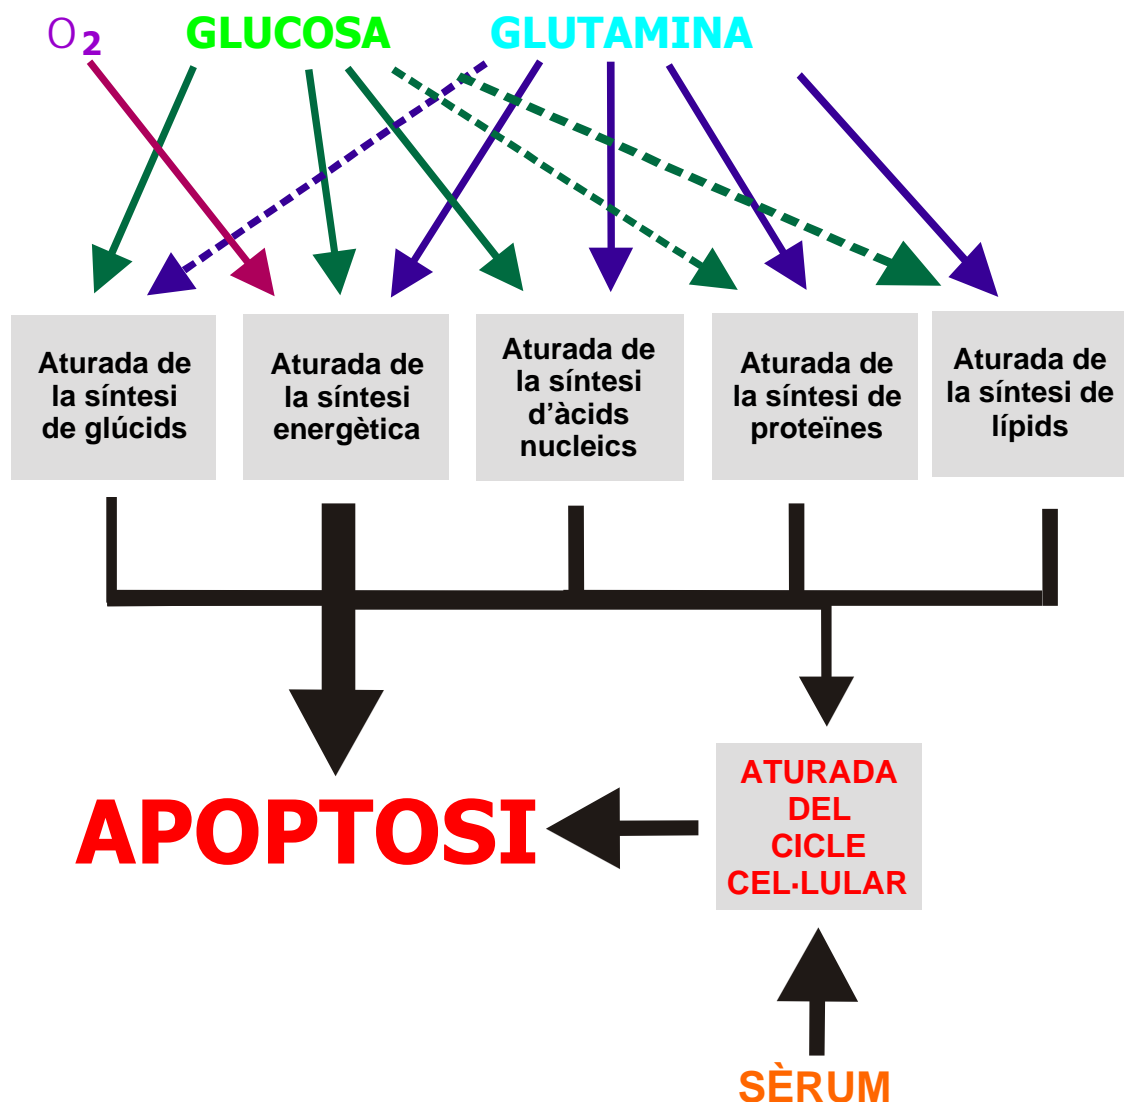 O2 GLUCOSA GLUTAMINA
Aturada de
la síntesi
de glúcids
Aturada de
la síntesi
energètica
Aturada de
la síntesi
d’àcids
nucleics
Aturada de
la síntesi de
proteïnes
Aturada de
la síntesi de
lípids
APOPTOSI
ATURADA
DEL
CICLE
CEL·LULAR
SÈRUM